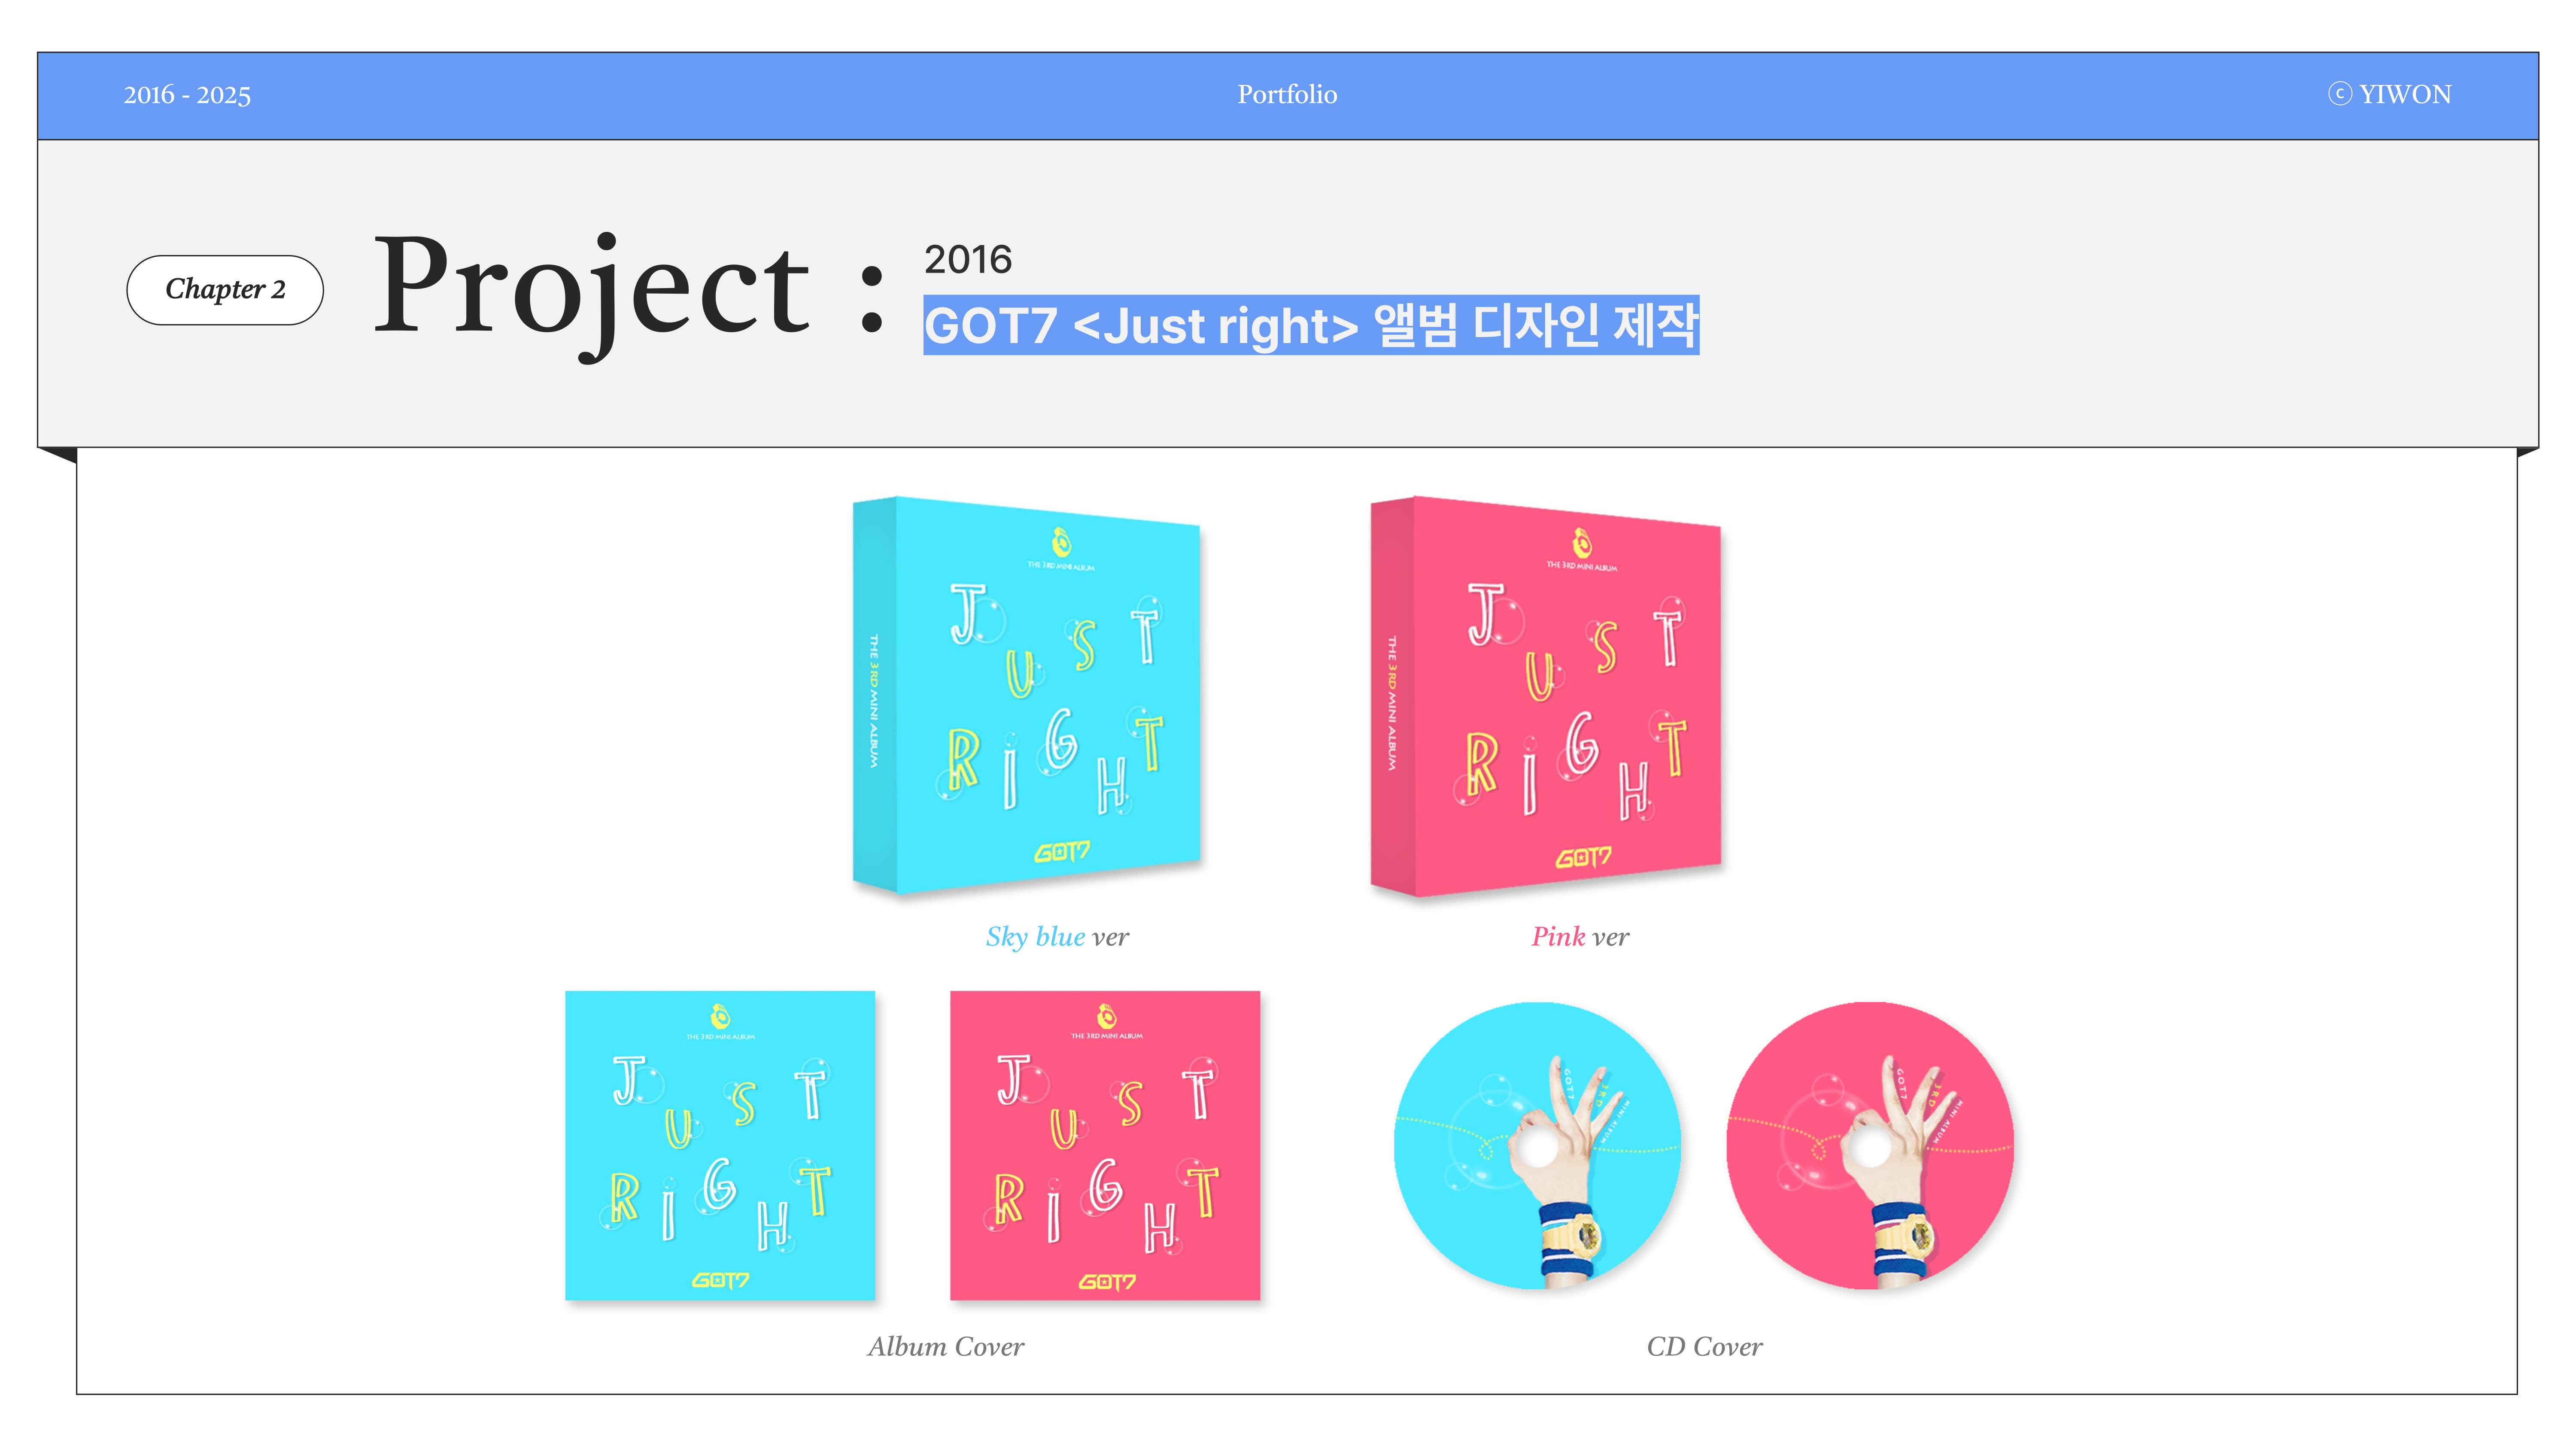 2016 - 2025
Portfolio
ⓒ YIWON
Chapter 2
Project :
2016
GOT7 <Just right> 앨범 디자인 제작
THE 3RD MINI ALBUM
THE 3RD MINI ALBUM
JUST
RIGHT
GOT7
THE 3RD MINI ALBUM
THE 3RD MINI ALBUM
JUST
RIGHT
GOT7
Sky blue ver
Pink ver
THE 3RD MINI ALBUM
JUST
RIGHT
GOT7
THE 3RD MINI ALBUM
JUST
RIGHT
GOT7
GOT7
3RD
MINI ALBUM
GOT7
3RD
MINI ALBUM
Album Cover
CD Cover